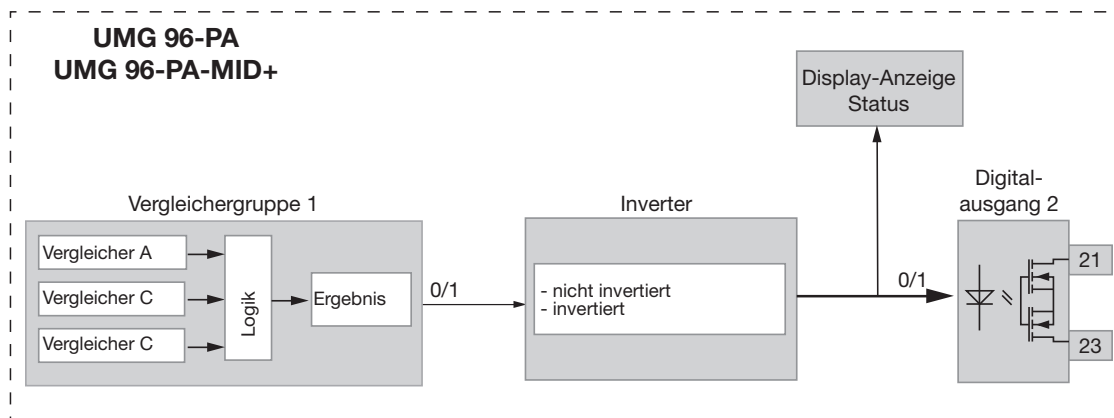 UMG 96-PA
UMG 96-PA-MID+
Display-Anzeige
Status
Digital-
ausgang 2
Vergleichergruppe 1
Inverter
Vergleicher A
Vergleicher C
Vergleicher C
Logik
Ergebnis
0/1
- nicht invertiert
- invertiert
0/1
21
23